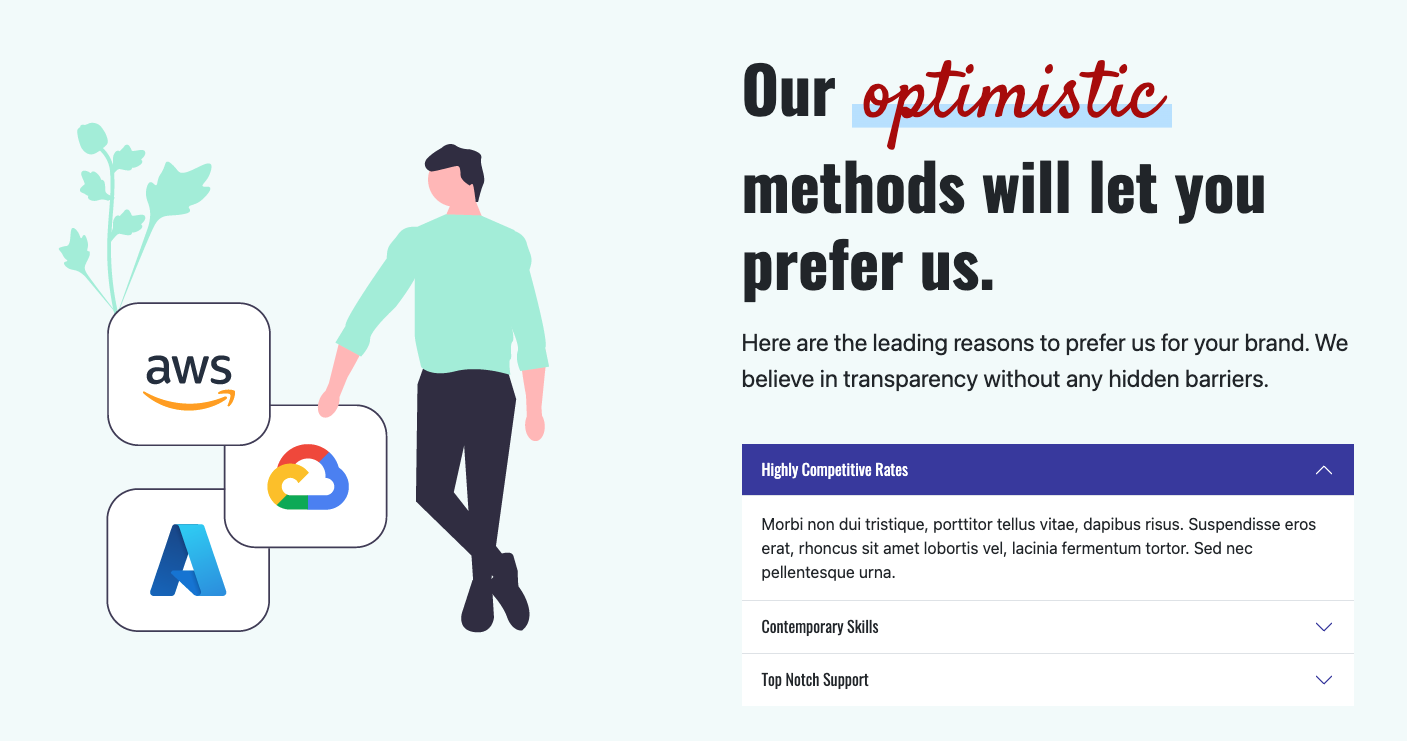 aws
Our optimistic
methods will let you
prefer us.
Here are the leading reasons to prefer us for your brand. We
believe in transparency without any hidden barriers.
Highly Competitive Rates
Morbi non dui tristique, porttitor tellus vitae, dapibus risus. Suspendisse eros
erat, rhoncus sit amet lobortis vel, lacinia fermentum tortor. Sed nec
pellentesque urna.
Contemporary Skills
Top Notch Support